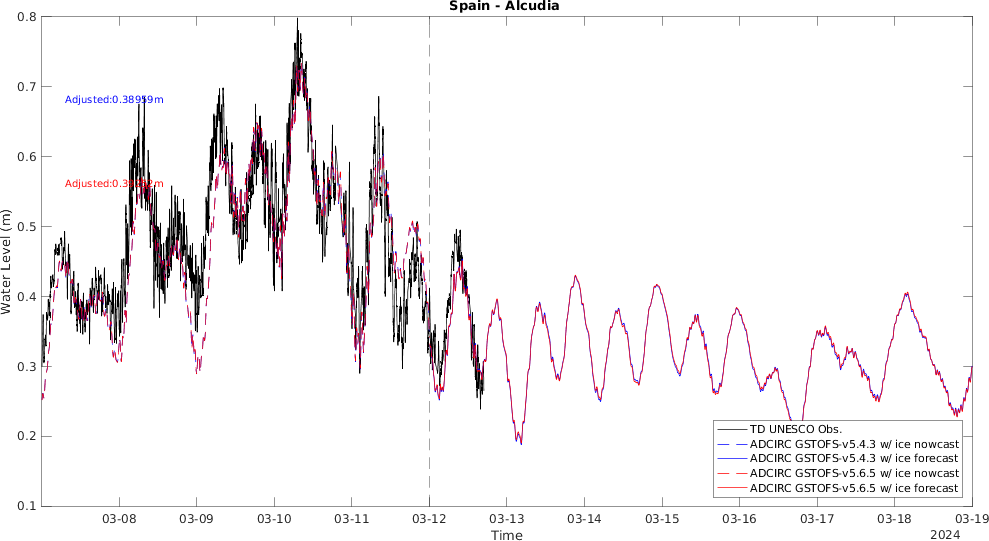 Spain - Alcudia
Water Level (m)
0.8
0.7
0.6
0.5
0.4
0.3
0.2
0.1
Adjusted:0.38959m
03-08
03-09
03-10
03-11
03-12
03-13
03-14
03-15
03-16
03-17
03-18
03-19
Time
2024
TD UNESCO Obs.
ADCIRC GSTOFS-v5.4.3 w/ ice nowcast
ADCIRC GSTOFS-v5.4.3 w/ ice forecast
ADCIRC GSTOFS-v5.6.5 w/ ice nowcast
ADCIRC GSTOFS-v5.6.5 w/ ice forecast